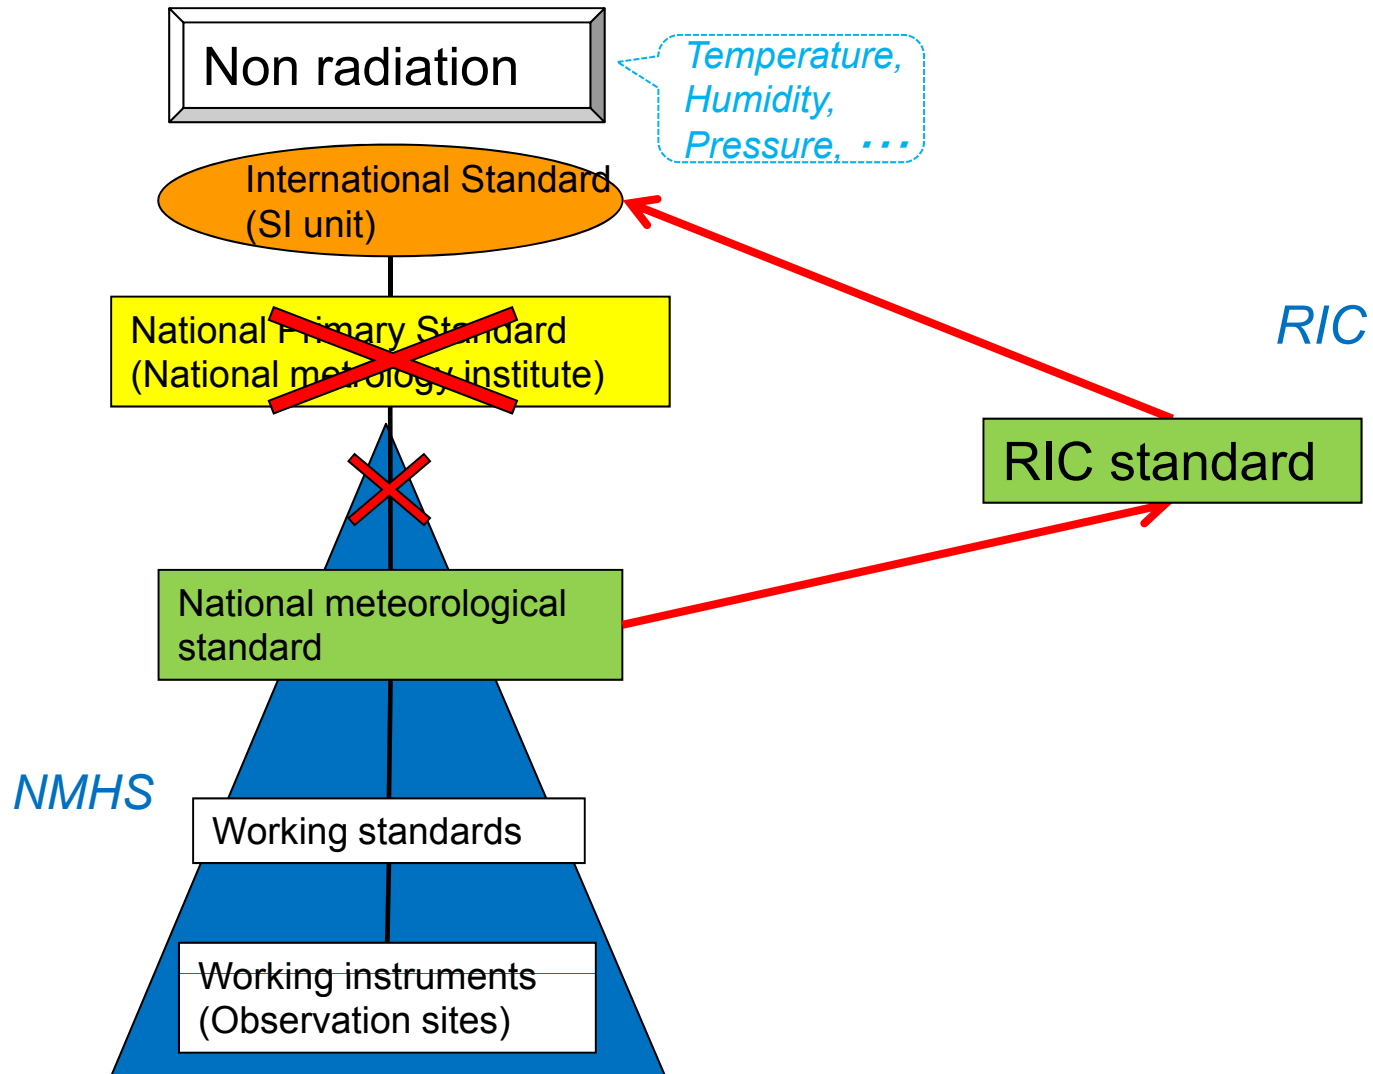 Non radiation
Temperature,
Humidity,
Pressure, ・・・
International Standard
(SI unit)
National Primary Standard
(National metrology institute)
RIC
RIC standard
National meteorological
standard
NMHS
Working standards
Working instruments
(Observation sites)